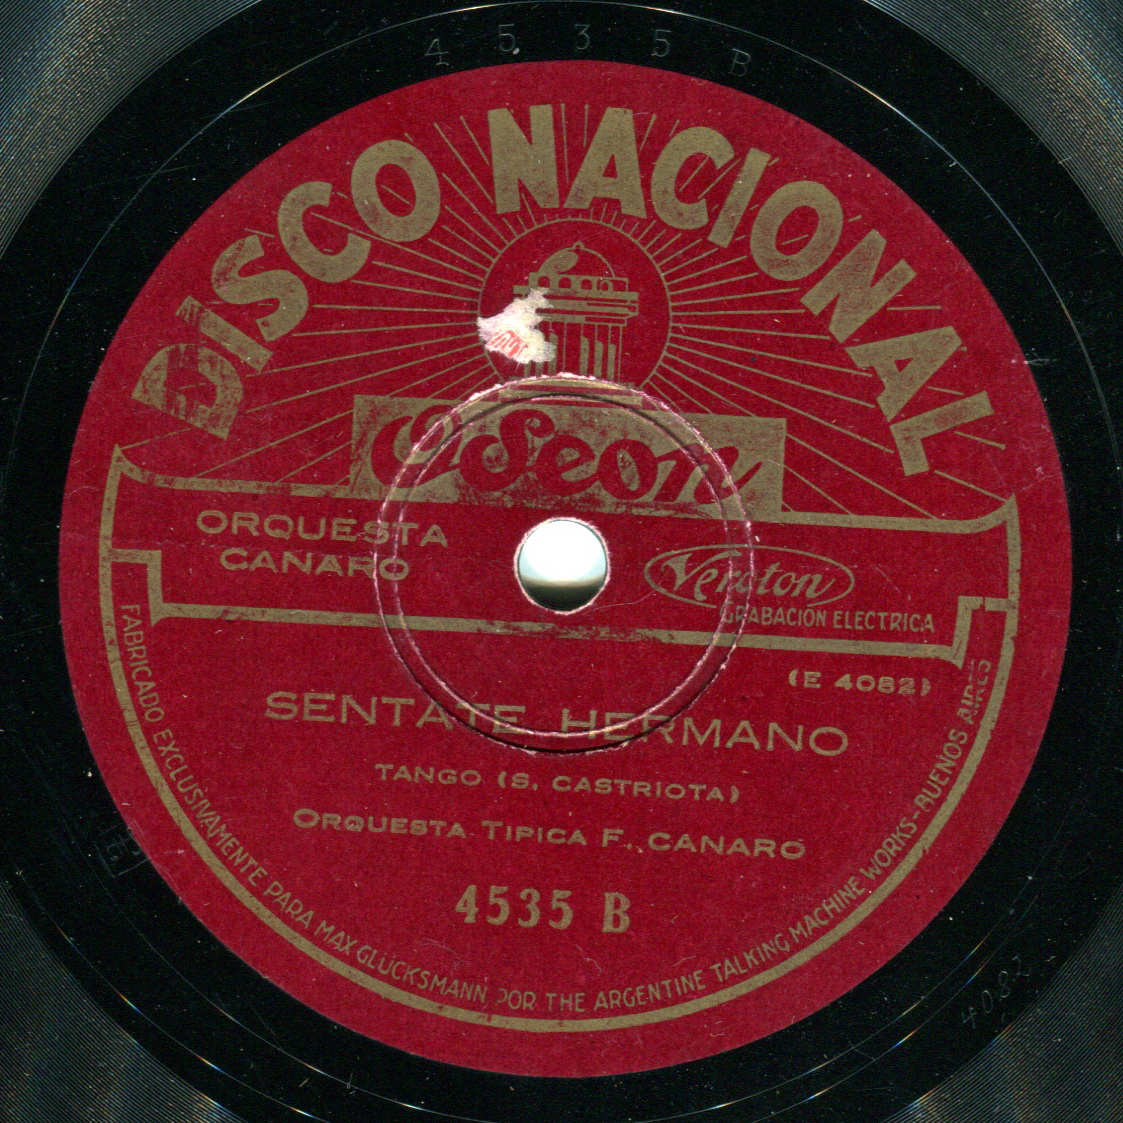 4535 B
DISCO NACIONAL
Odeon
ORQUESTA
CANARO
Veroton
GRABACIÓN ELECTRICA
(E 4082)
SENTATE HERMANO
TANGO (S. CASTRIOTA)
ORQUESTA TIPICA F. CANARO
4535 B
FABRICADO EXCLUSIVAMENTE PARA MAX GLÜCKSMANN POR THE ARGENTINE TALKING MACHINE WORKS-BUENOS AIRES
4082